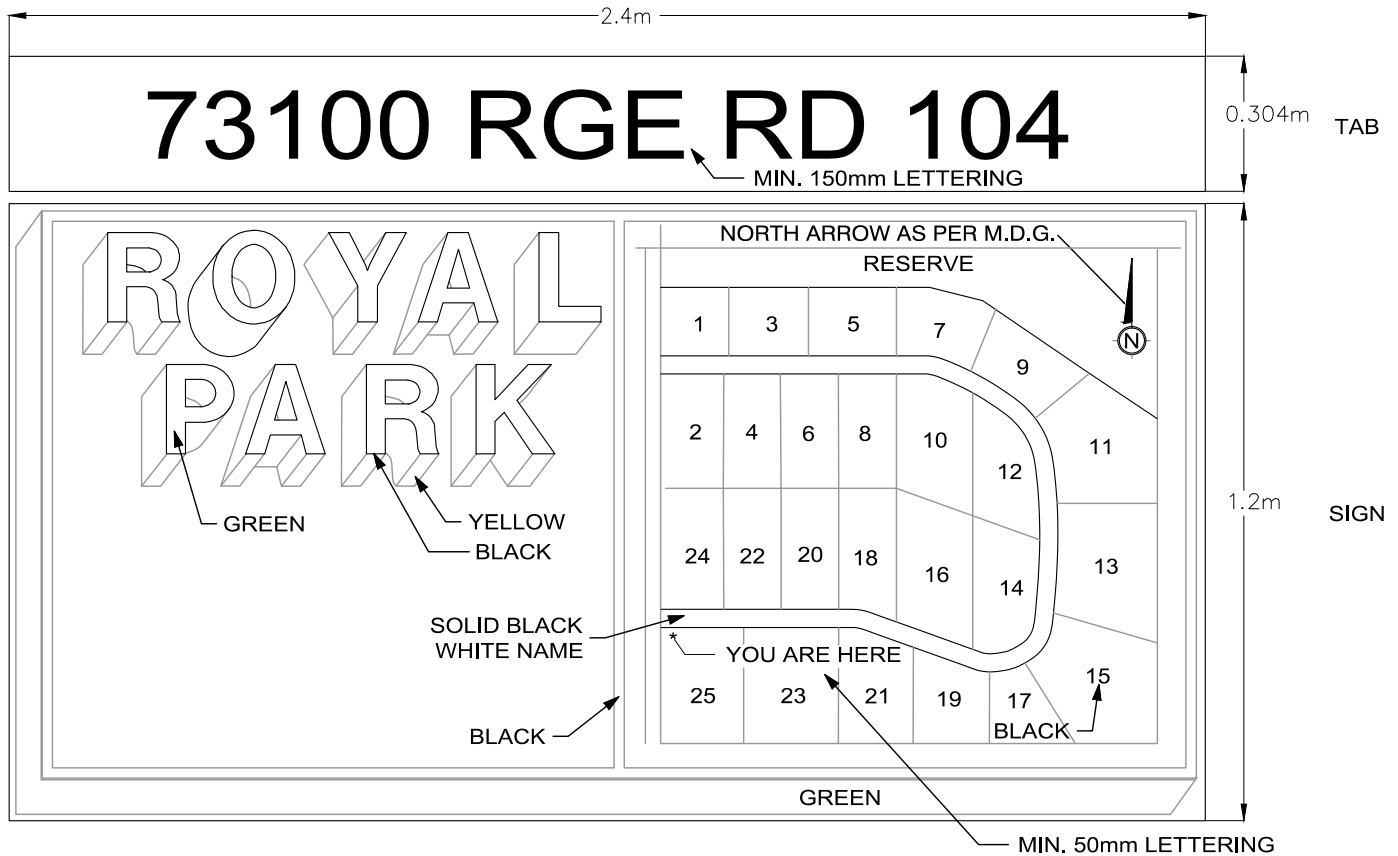 2.4m
73100 RGE RD 104
0.304m
TAB
MIN. 150mm LETTERING
ROYAL
PARK
NORTH ARROW AS PER M.D.G.
RESERVE
N
1 3 5 7 9
2 4 6 8 10 12 11
GREEN
YELLOW
BLACK
1.2m
SIGN
24 22 20 18 16 14 13
SOLID BLACK
WHITE NAME
* YOU ARE HERE
25 23 21 19 17 15
BLACK
BLACK
GREEN
MIN. 50mm LETTERING